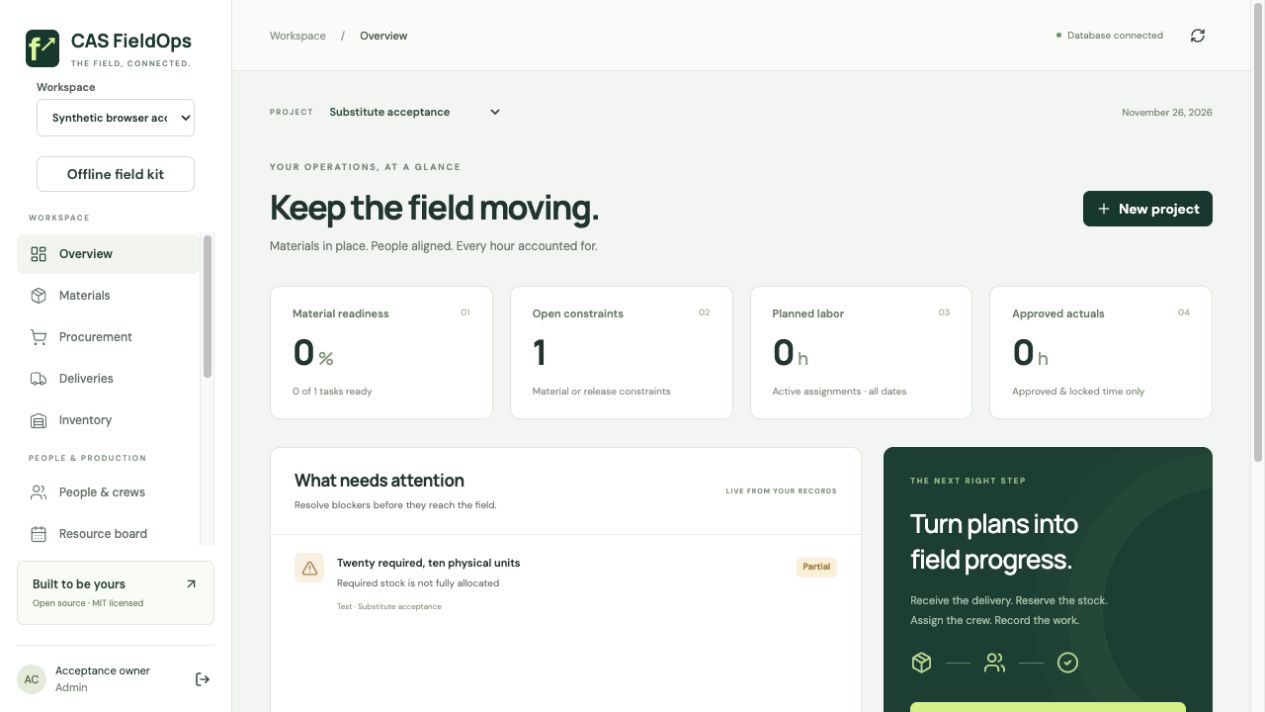 CAS FieldOps
THE FIELD, CONNECTED.
Workspace
Synthetic browser acc
Offline field kit
WORKSPACE
Overview
Materials
Procurement
Deliveries
Inventory
PEOPLE & PRODUCTION
People & crews
Resource board
Built to be yours
Open source · MIT licensed
AC
Acceptance owner
Admin
Workspace / Overview
Database connected
PROJECT Substitute acceptance
November 26, 2026
YOUR OPERATIONS, AT A GLANCE
Keep the field moving.
Materials in place. People aligned. Every hour accounted for.
+ New project
Material readiness 01
0 %
0 of 1 tasks ready
Open constraints 02
1
Material or release constraints
Planned labor 03
0 h
Active assignments · all dates
Approved actuals 04
0 h
Approved & locked time only
What needs attention
Resolve blockers before they reach the field.
LIVE FROM YOUR RECORDS
Twenty required, ten physical units
Required stock is not fully allocated
Test · Substitute acceptance
Partial
THE NEXT RIGHT STEP
Turn plans into
field progress.
Receive the delivery. Reserve the stock.
Assign the crew. Record the work.